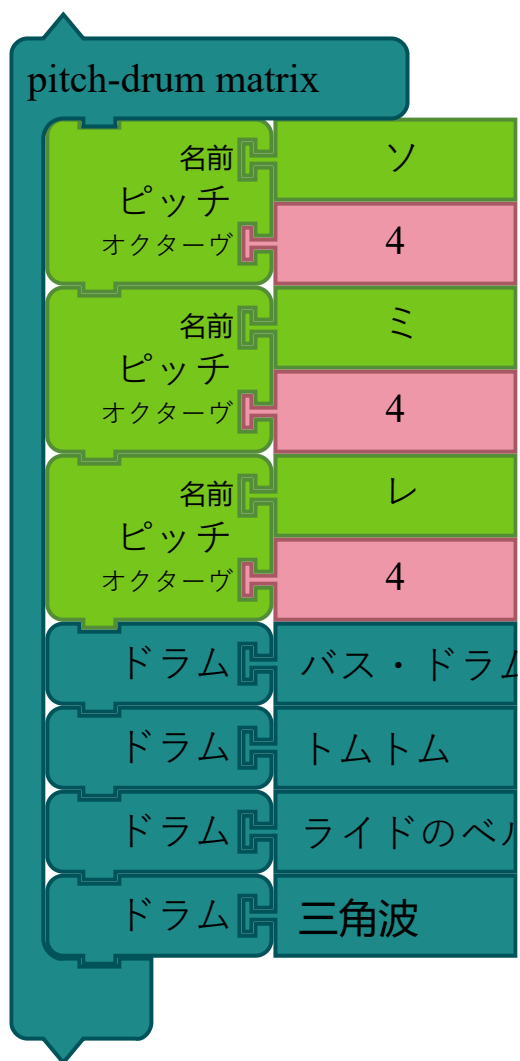 pitch-drum matrix
名前 ソ
ピッチ
オクターヴ 4
名前 ミ
ピッチ
オクターヴ 4
名前 レ
ピッチ
オクターヴ 4
ドラム バス・ドラム
ドラム トムトム
ドラム ライドのベル
ドラム 三角波